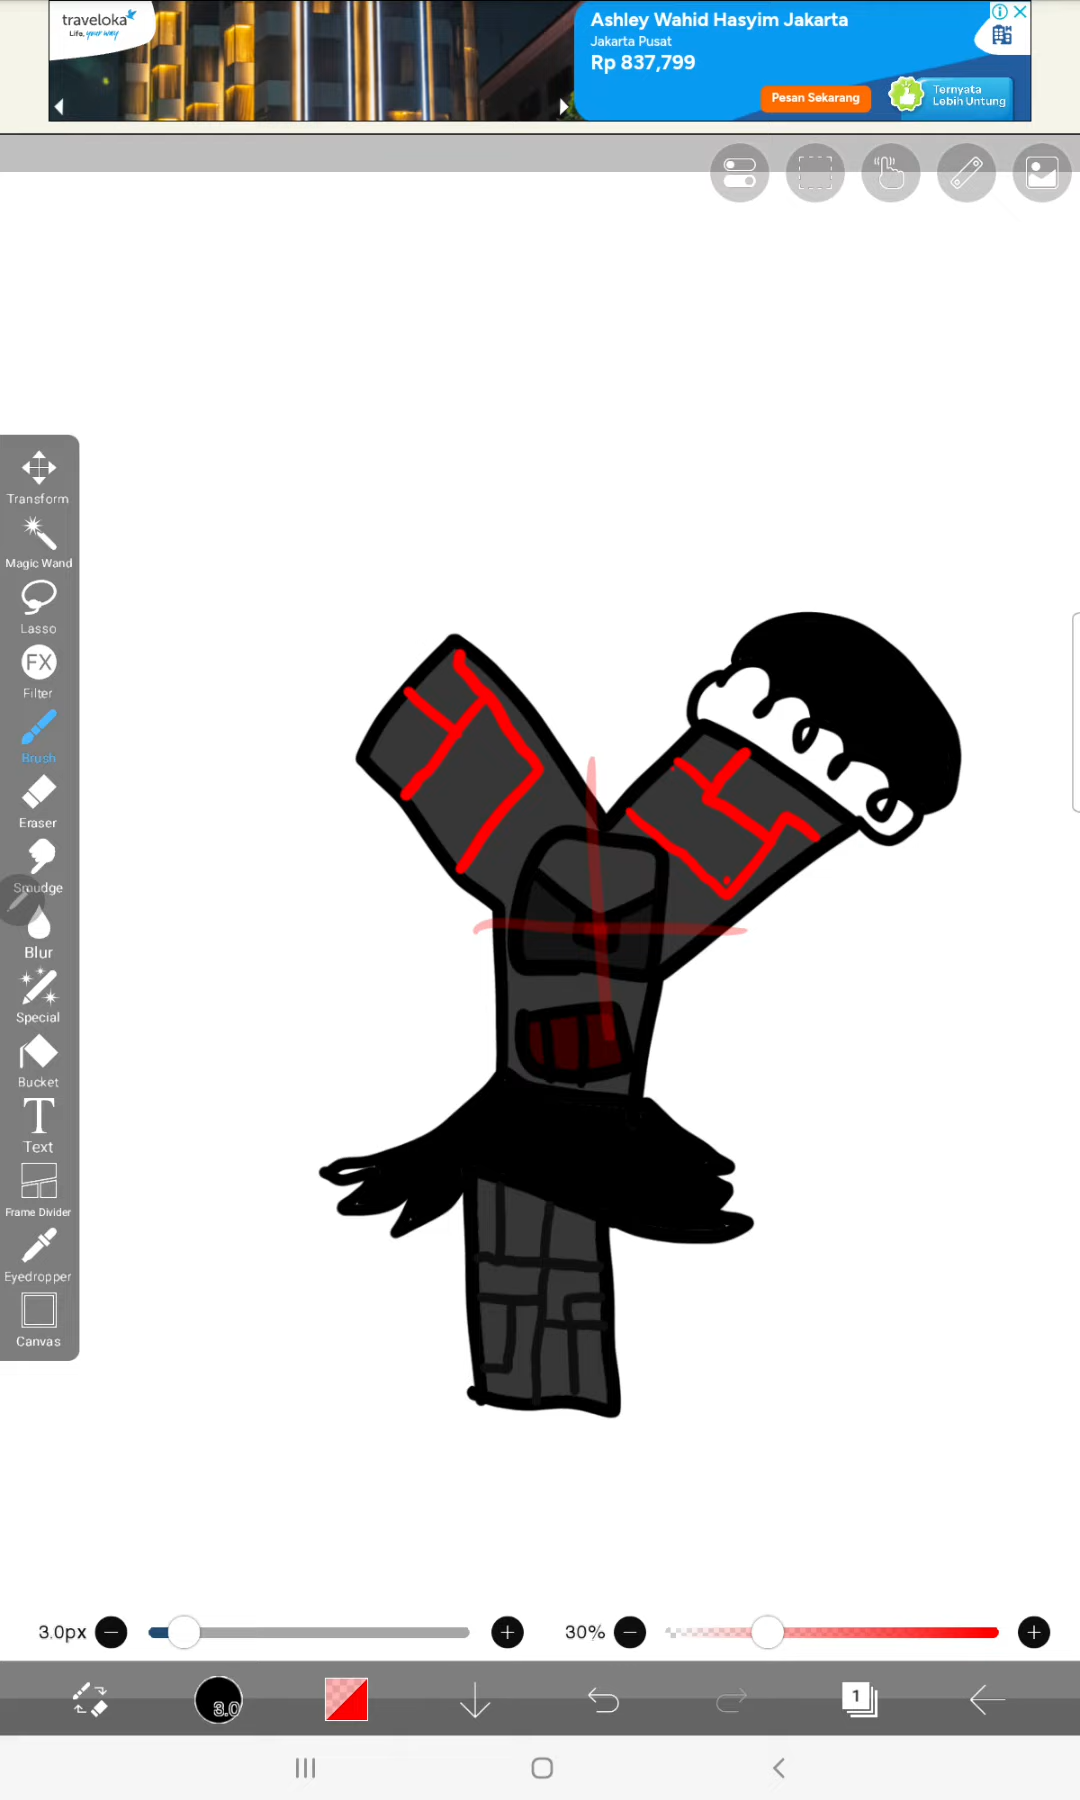 traveloka
Life, your way
Ashley Wahid Hasyim Jakarta
Jakarta Pusat
Rp 837,799
Pesan Sekarang
Ternyata
Lebih Untung
Transform
Magic Wand
Lasso
FX
Filter
Brush
Eraser
Smudge
Blur
Special
Bucket
T
Text
Frame Divider
Eyedropper
Canvas
3.0px
30%
3.0
1